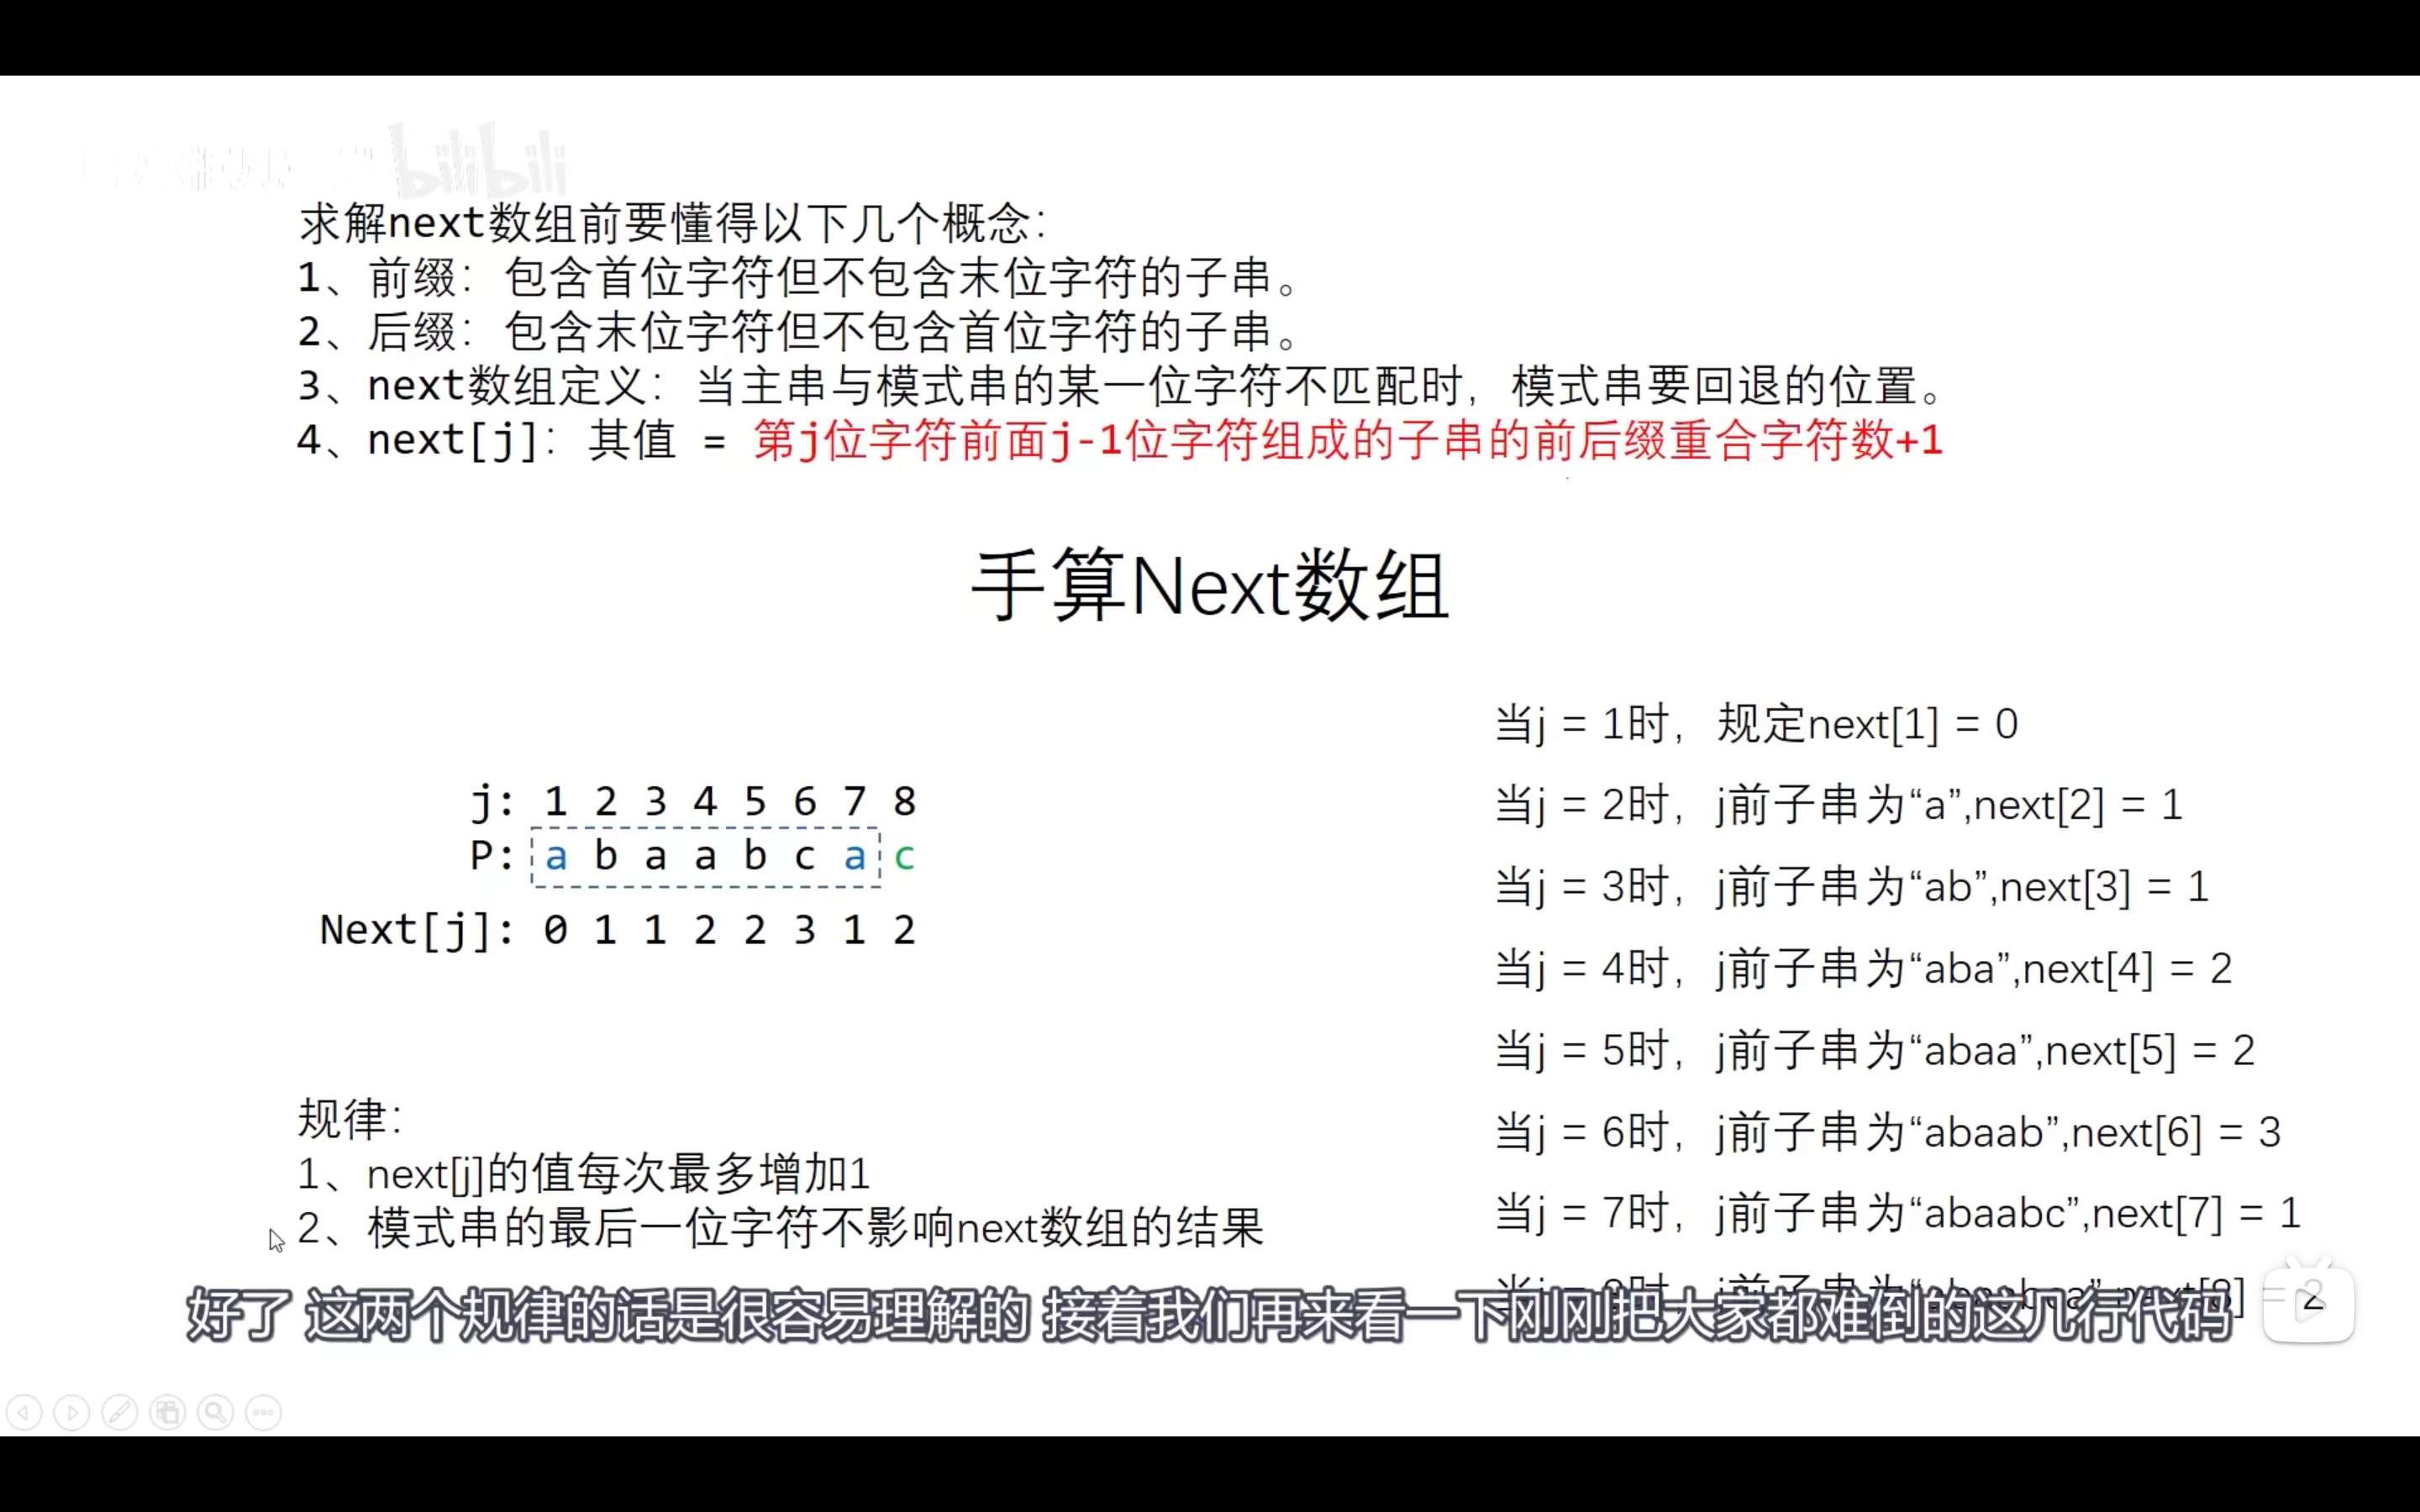 bilibili
求解next数组前要懂得以下几个概念：
1、前缀：包含首位字符但不包含末位字符的子串。
2、后缀：包含末位字符但不包含首位字符的子串。
3、next数组定义：当主串与模式串的某一位字符不匹配时，模式串要回退的位置。
4、next[j]：其值 = 第j位字符前面j-1位字符组成的子串的前后缀重合字符数+1
手算Next数组
j: 1 2 3 4 5 6 7 8
P: a b a a b c a c
Next[j]: 0 1 1 2 2 3 1 2
规律：
1、next[j]的值每次最多增加1
2、模式串的最后一位字符不影响next数组的结果
当j = 1时，规定next[1] = 0
当j = 2时，j前子串为“a”,next[2] = 1
当j = 3时，j前子串为“ab”,next[3] = 1
当j = 4时，j前子串为“aba”,next[4] = 2
当j = 5时，j前子串为“abaa”,next[5] = 2
当j = 6时，j前子串为“abaab”,next[6] = 3
当j = 7时，j前子串为“abaabc”,next[7] = 1
当j = 8时，j前子串为“abaabca”,next[8] = 2
好了 这两个规律的话是很容易理解的 接着我们再来看一下刚刚把大家都难倒的这几行代码